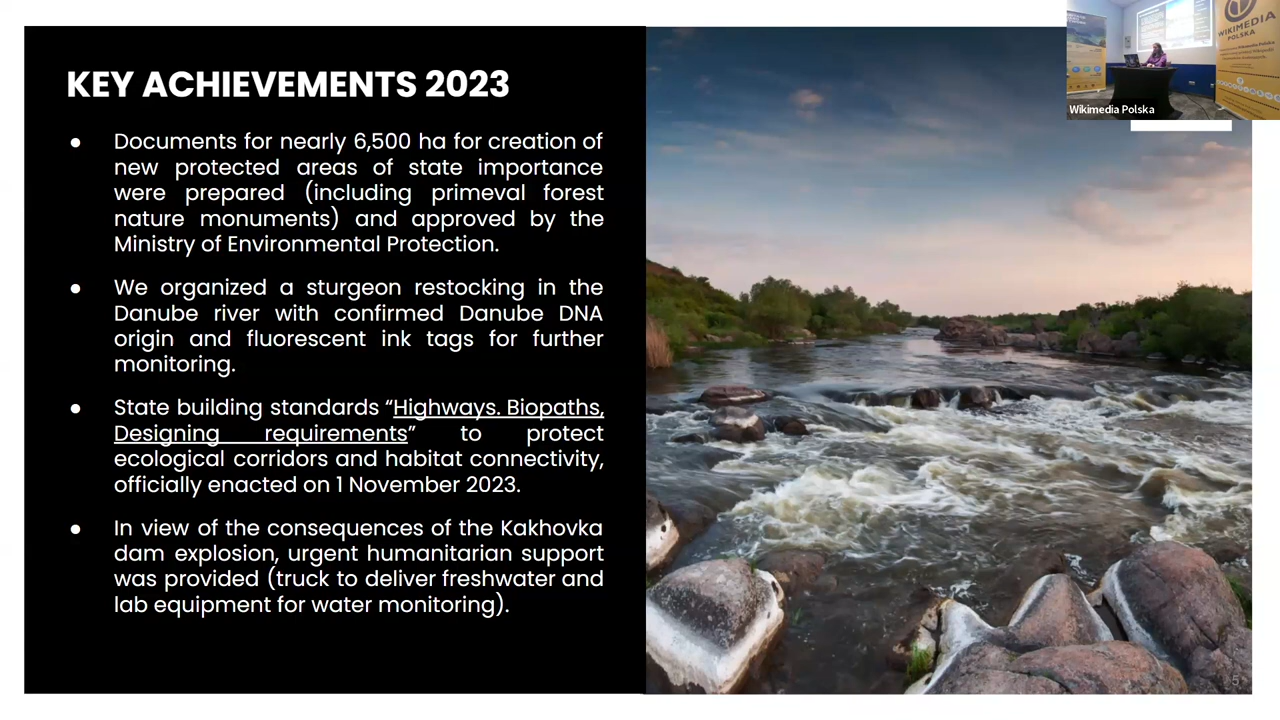 KEY ACHIEVEMENTS 2023
● Documents for nearly 6,500 ha for creation of
new protected areas of state importance
were prepared (including primeval forest
nature monuments) and approved by the
Ministry of Environmental Protection.
● We organized a sturgeon restocking in the
Danube river with confirmed Danube DNA
origin and fluorescent ink tags for further
monitoring.
● State building standards “Highways. Biopaths,
Designing requirements” to protect
ecological corridors and habitat connectivity,
officially enacted on 1 November 2023.
● In view of the consequences of the Kakhovka
dam explosion, urgent humanitarian support
was provided (truck to deliver freshwater and
lab equipment for water monitoring).
WIKIMEDIA
POLSKA
Wikimedia Polska
5